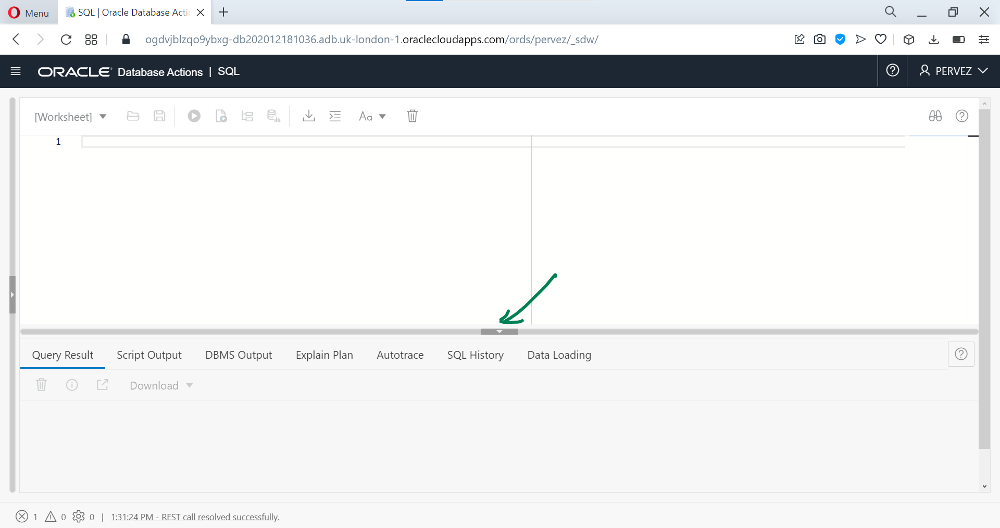 Menu
SQL | Oracle Database Acti
ogdvjblzqo9ybxg-db202012181036.adb.uk-london-1.oraclecloudapps.com/ords/pervez/_sdw/
ORACLE Database Actions | SQL
PERVEZ
[Worksheet]
Aa
1
Query Result Script Output DBMS Output Explain Plan Autotrace SQL History Data Loading
Download
1 0 0 | 1:31:24 PM - REST call resolved successfully.